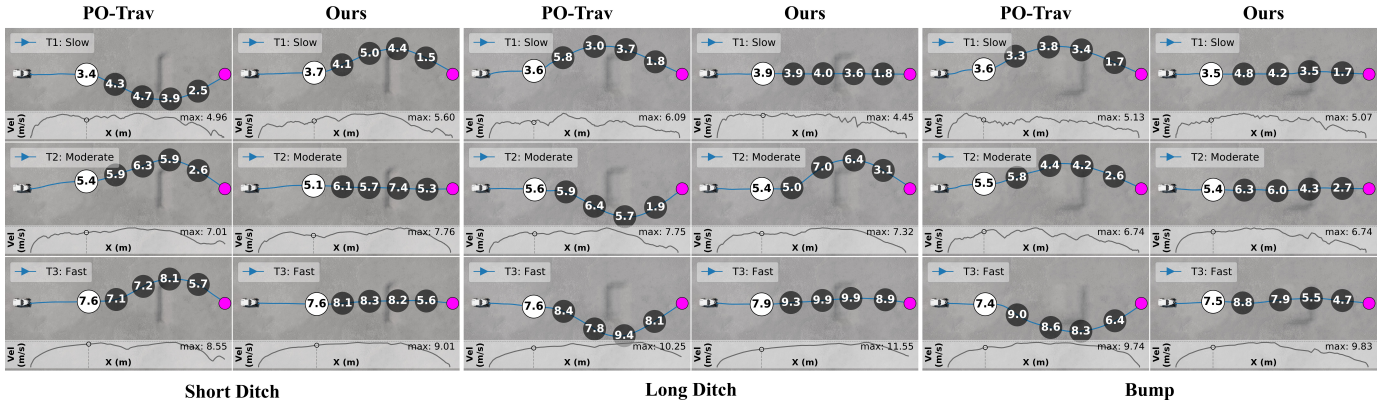 PO-Trav Ours PO-Trav Ours PO-Trav Ours
T1: Slow T1: Slow T1: Slow T1: Slow T1: Slow T1: Slow
3.4 4.3 4.7 3.9 2.5 3.7 4.1 5.0 4.4 1.5 3.6 5.8 3.0 3.7 1.8 3.9 3.9 4.0 3.6 1.8 3.6 3.3 3.8 3.4 1.7 3.5 4.8 4.2 3.5 1.7
Vel (m/s) max: 4.96 Vel (m/s) max: 5.60 Vel (m/s) max: 6.09 Vel (m/s) max: 4.45 Vel (m/s) max: 5.13 Vel (m/s) max: 5.07
X (m) X (m) X (m) X (m) X (m) X (m)
T2: Moderate T2: Moderate T2: Moderate T2: Moderate T2: Moderate T2: Moderate
5.4 5.9 6.3 5.9 2.6 5.1 6.1 5.7 7.4 5.3 5.6 5.9 6.4 5.7 1.9 5.4 5.0 7.0 6.4 3.1 5.5 5.8 4.4 4.2 2.6 5.4 6.3 6.0 4.3 2.7
Vel (m/s) max: 7.01 Vel (m/s) max: 7.76 Vel (m/s) max: 7.75 Vel (m/s) max: 7.32 Vel (m/s) max: 6.74 Vel (m/s) max: 6.74
X (m) X (m) X (m) X (m) X (m) X (m)
T3: Fast T3: Fast T3: Fast T3: Fast T3: Fast T3: Fast
7.6 7.1 7.2 8.1 5.7 7.6 8.1 8.3 8.2 5.6 7.6 8.4 7.8 9.4 8.1 7.9 9.3 9.9 9.9 8.9 7.4 9.0 8.6 8.3 6.4 7.5 8.8 7.9 5.5 4.7
Vel (m/s) max: 8.55 Vel (m/s) max: 9.01 Vel (m/s) max: 10.25 Vel (m/s) max: 11.55 Vel (m/s) max: 9.74 Vel (m/s) max: 9.83
X (m) X (m) X (m) X (m) X (m) X (m)
Short Ditch Long Ditch Bump